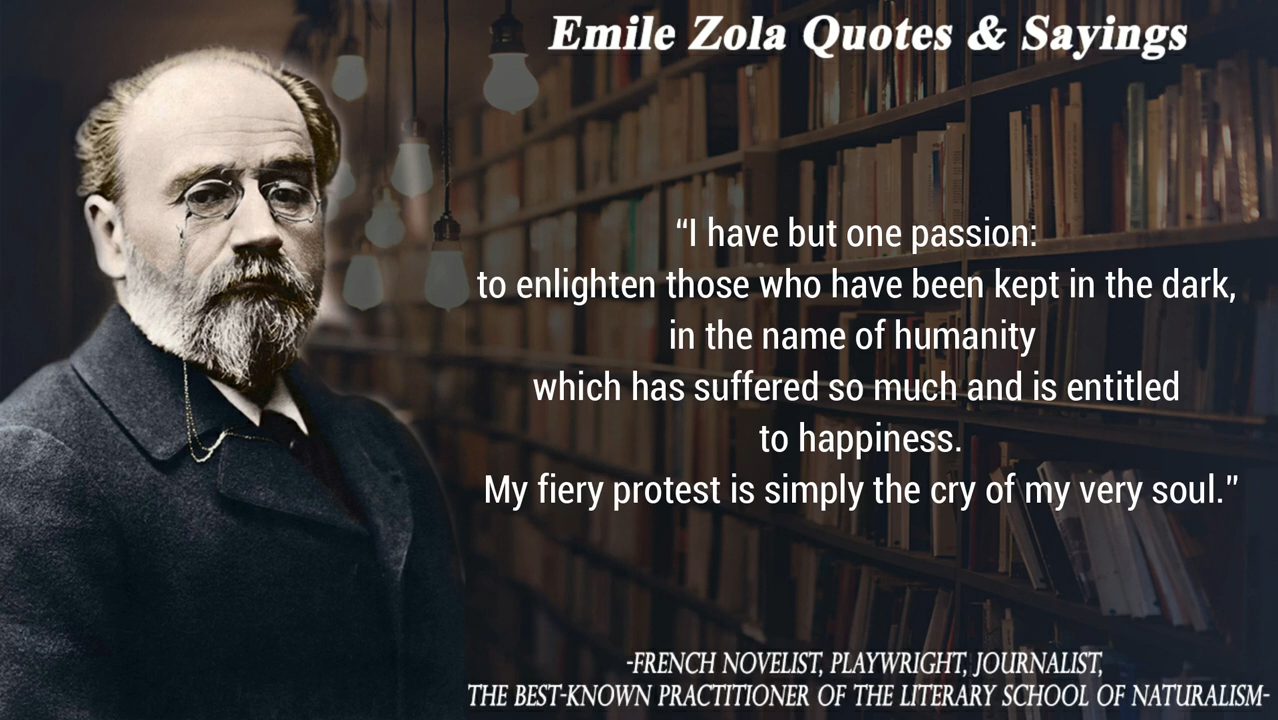 Emile Zola Quotes & Sayings
“I have but one passion:
to enlighten those who have been kept in the dark,
in the name of humanity
which has suffered so much and is entitled
to happiness.
My fiery protest is simply the cry of my very soul.”
-FRENCH NOVELIST, PLAYWRIGHT, JOURNALIST,
THE BEST-KNOWN PRACTITIONER OF THE LITERARY SCHOOL OF NATURALISM-